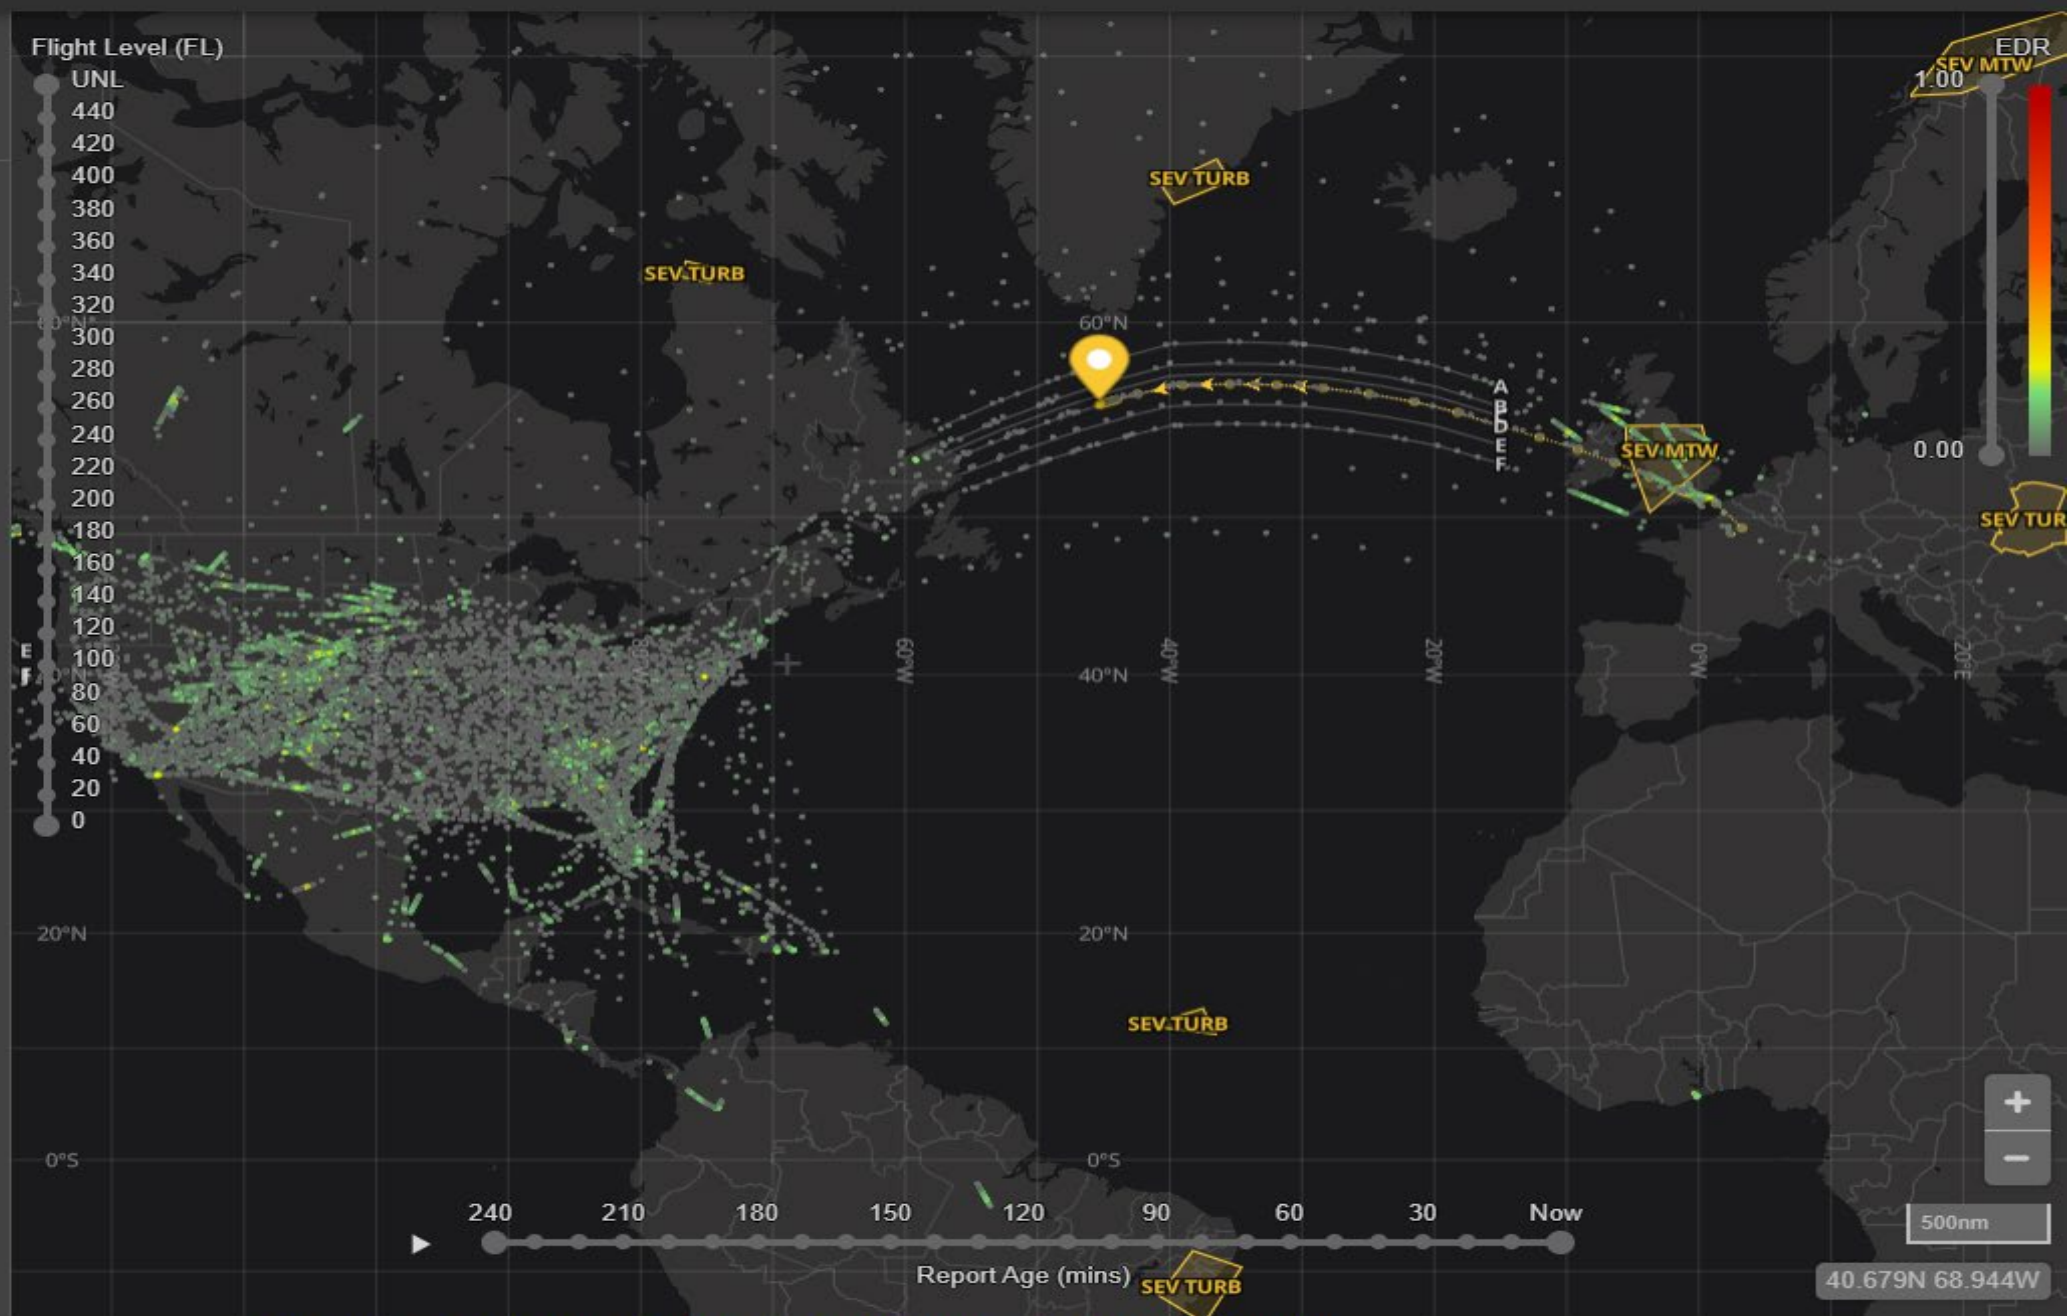 Flight Level (FL)
UNL
440
420
400
380
360
340
320
300
280
260
240
220
200
180
160
140
120
100
80
60
40
20
0
EDR
1.00
0.00
SEV MTW
SEV TURB
SEV TURB
60°N
60°N
A
B
D
E
F
SEV MTW
SEV TUR
E
F
40°N
60°W
40°W
20°W
0°W
20°E
20°N
20°N
SEV TURB
0°S
0°S
240
210
180
150
120
90
60
30
Now
Report Age (mins)
SEV TURB
+
−
500nm
40.679N 68.944W